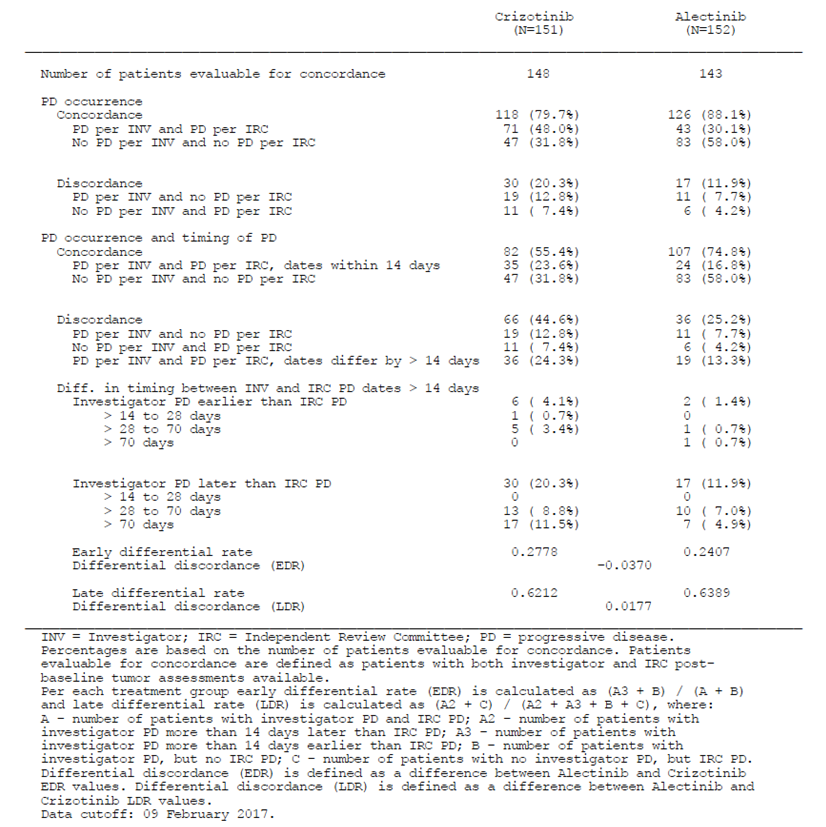 Crizotinib Alectinib
(N=151) (N=152)
Number of patients evaluable for concordance 148 143
PD occurrence
Concordance 118 (79.7%) 126 (88.1%)
PD per INV and PD per IRC 71 (48.0%) 43 (30.1%)
No PD per INV and no PD per IRC 47 (31.8%) 83 (58.0%)
Discordance 30 (20.3%) 17 (11.9%)
PD per INV and no PD per IRC 19 (12.8%) 11 ( 7.7%)
No PD per INV and PD per IRC 11 ( 7.4%) 6 ( 4.2%)
PD occurrence and timing of PD
Concordance 82 (55.4%) 107 (74.8%)
PD per INV and PD per IRC, dates within 14 days 35 (23.6%) 24 (16.8%)
No PD per INV and no PD per IRC 47 (31.8%) 83 (58.0%)
Discordance 66 (44.6%) 36 (25.2%)
PD per INV and no PD per IRC 19 (12.8%) 11 ( 7.7%)
No PD per INV and PD per IRC 11 ( 7.4%) 6 ( 4.2%)
PD per INV and PD per IRC, dates differ by > 14 days 36 (24.3%) 19 (13.3%)
Diff. in timing between INV and IRC PD dates > 14 days
Investigator PD earlier than IRC PD 6 ( 4.1%) 2 ( 1.4%)
> 14 to 28 days 1 ( 0.7%) 0
> 28 to 70 days 5 ( 3.4%) 1 ( 0.7%)
> 70 days 0 1 ( 0.7%)
Investigator PD later than IRC PD 30 (20.3%) 17 (11.9%)
> 14 to 28 days 0 0
> 28 to 70 days 13 ( 8.8%) 10 ( 7.0%)
> 70 days 17 (11.5%) 7 ( 4.9%)
Early differential rate 0.2778 0.2407
Differential discordance (EDR) -0.0370
Late differential rate 0.6212 0.6389
Differential discordance (LDR) 0.0177
INV = Investigator; IRC = Independent Review Committee; PD = progressive disease.
Percentages are based on the number of patients evaluable for concordance. Patients
evaluable for concordance are defined as patients with both investigator and IRC post-
baseline tumor assessments available.
Per each treatment group early differential rate (EDR) is calculated as (A3 + B) / (A + B)
and late differential rate (LDR) is calculated as (A2 + C) / (A2 + A3 + B + C), where:
A - number of patients with investigator PD and IRC PD; A2 - number of patients with
investigator PD more than 14 days later than IRC PD; A3 - number of patients with
investigator PD more than 14 days earlier than IRC PD; B - number of patients with
investigator PD, but no IRC PD; C - number of patients with no investigator PD, but IRC PD.
Differential discordance (EDR) is defined as a difference between Alectinib and Crizotinib
EDR values. Differential discordance (LDR) is defined as a difference between Alectinib and
Crizotinib LDR values.
Data cutoff: 09 February 2017.